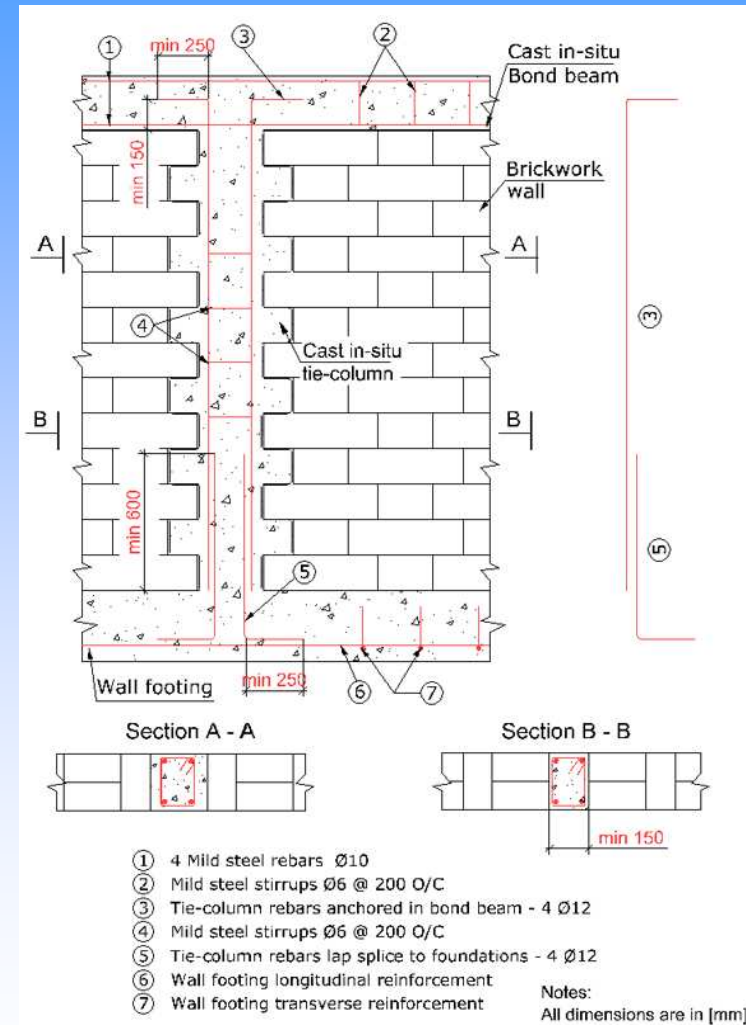 ①
min 250
③
②
Cast in-situ
Bond beam
min 150
Brickwork
wall
A
A
③
④
Cast in-situ
tie-column
B
B
min 600
⑤
⑤
Wall footing
min 250
⑥
⑦
Section A - A
Section B - B
min 150
① 4 Mild steel rebars Ø10
② Mild steel stirrups Ø6 @ 200 O/C
③ Tie-column rebars anchored in bond beam - 4 Ø12
④ Mild steel stirrups Ø6 @ 200 O/C
⑤ Tie-column rebars lap splice to foundations - 4 Ø12
⑥ Wall footing longitudinal reinforcement
⑦ Wall footing transverse reinforcement
Notes:
All dimensions are in [mm]